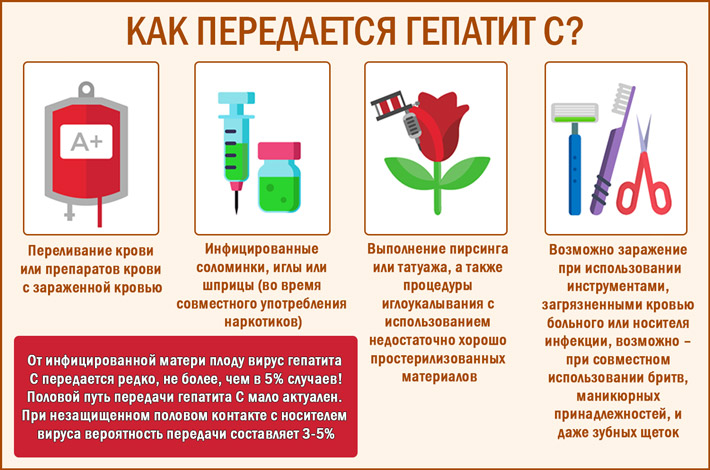 КАК ПЕРЕДАЕТСЯ ГЕПАТИТ С?
A+
Переливание крови
или препаратов крови
с зараженной кровью
Инфицированные
соломинки, иглы или
шприцы (во время
совместного употребления
наркотиков)
Выполнение пирсинга
или татуажа, а также
процедуры
иглоукалывания с
использованием
недостаточно хорошо
простерилизованных
материалов
Возможно заражение
при использовании
инструментами,
загрязненными кровью
больного или носителя
инфекции, возможно –
при совместном
использовании бритв,
маникюрных
принадлежностей, и
даже зубных щеток
От инфицированной матери плоду вирус гепатита
С передается редко, не более, чем в 5% случаев!
Половой путь передачи гепатита С мало актуален.
При незащищенном половом контакте с носителем
вируса вероятность передачи составляет 3-5%